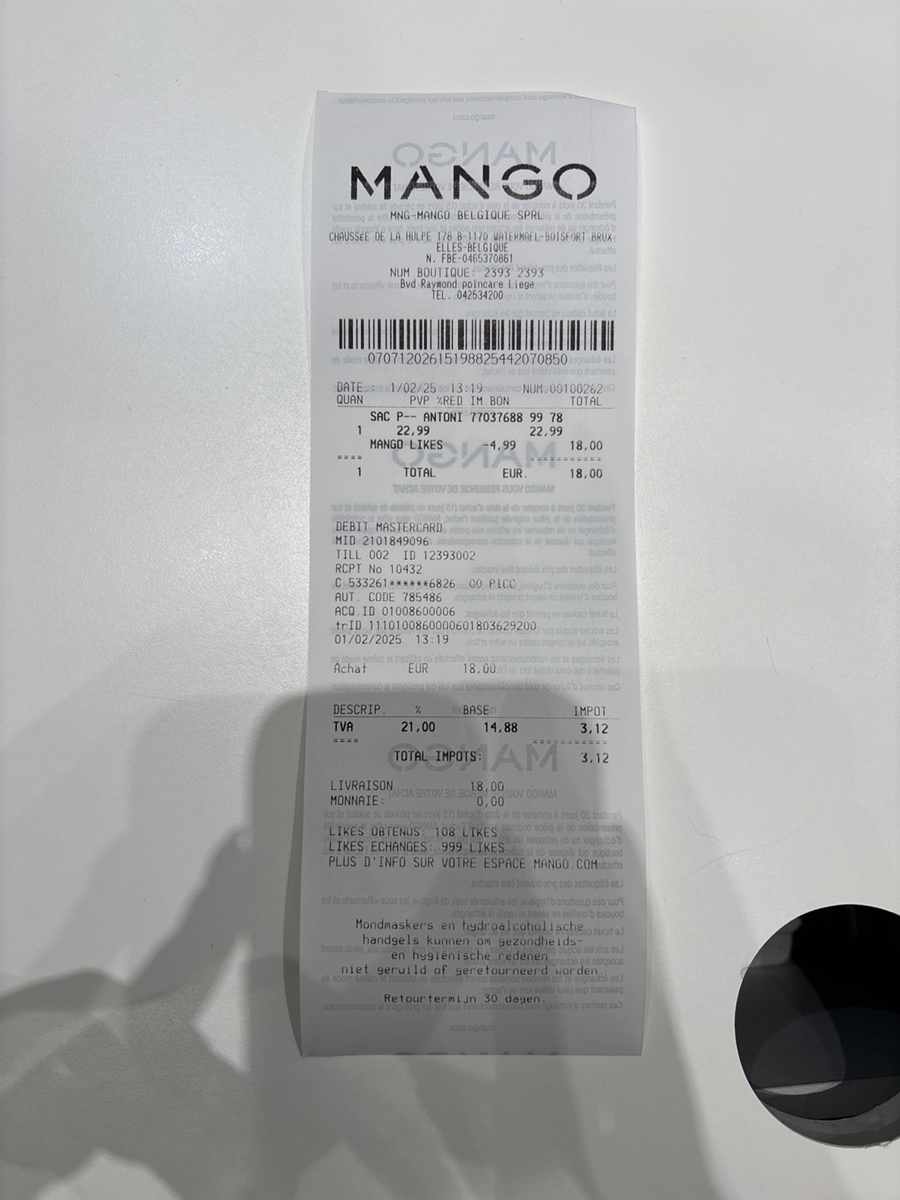 MANGO
MNG-MANGO BELGIQUE SPRL
CHAUSSÉE DE LA HULPE 178 B-1170 WATERMAEL-BOISFORT BRUX
ELLES-BELGIQUE
N. FBE-0465370861
NUM BOUTIQUE: 2393 2393
Bvd Raymond poincare Liege
TEL. 042534200
07071202615198825442070850
DATE.: 1/02/25 13:19 NUM.00100262
QUAN PVP %RED IM BON TOTAL
SAC P-- ANTONI 77037688 99 78
1 22,99 22,99
MANGO LIKES -4,99 18,00
==== ===========
1 TOTAL EUR. 18,00
DEBIT MASTERCARD
MID 2101849096
TILL 002 ID 12393002
RCPT No 10432
C 533261******6826 00 PICC
AUT. CODE 785486
ACQ.ID 01008600006
trID 1110100860000601803629200
01/02/2025 13:19
Achat EUR 18,00
DESCRIP. % BASE IMPOT
TVA 21,00 14,88 3,12
==== ===========
TOTAL IMPOTS: 3,12
LIVRAISON 18,00
MONNAIE: 0,00
LIKES OBTENUS: 108 LIKES
LIKES ECHANGES: 999 LIKES
PLUS D'INFO SUR VOTRE ESPACE MANGO.COM
Mondmaskers en hydroalcoholische
handgels kunnen om gezondheids-
en hygienische redenen
niet geruild of geretourneerd worden.
Retourtermijn 30 dagen.